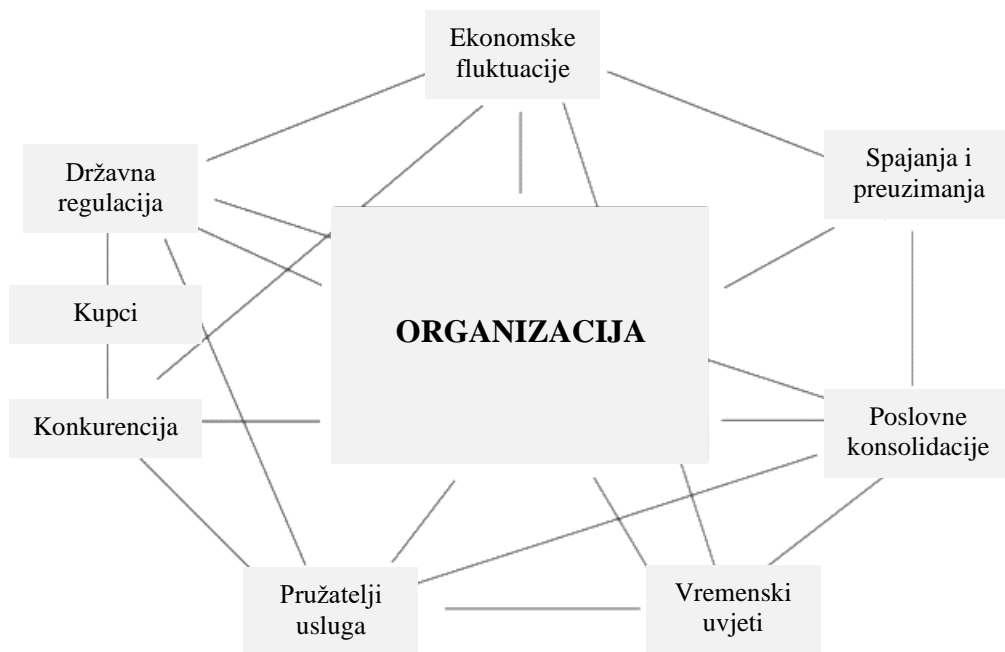 Ekonomske
fluktuacije
Državna
regulacija
Spajanja i
preuzimanja
Kupci
ORGANIZACIJA
Konkurencija
Poslovne
konsolidacije
Pružatelji
usluga
Vremenski
uvjeti